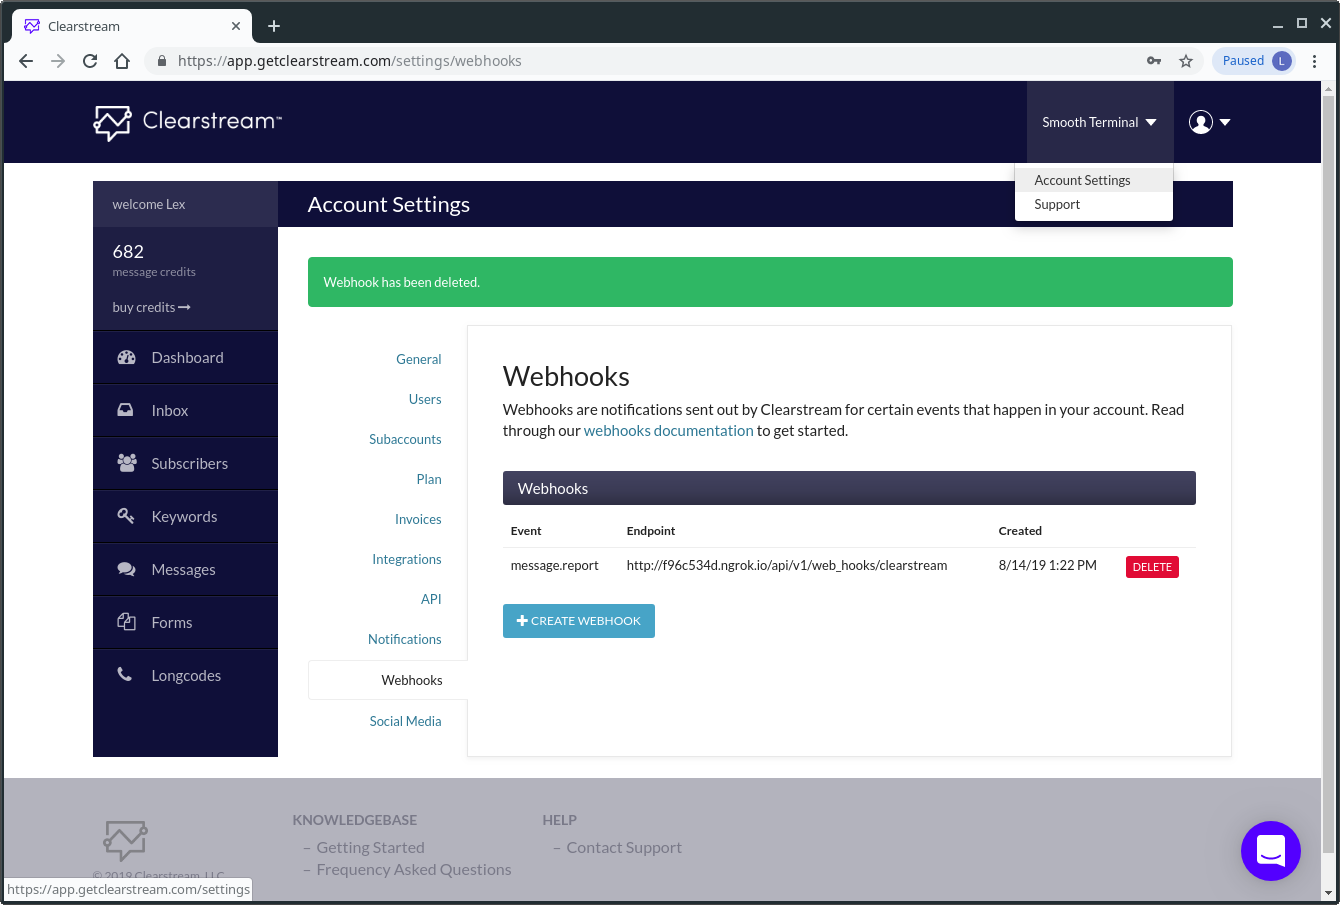 Clearstream
https://app.getclearstream.com/settings/webhooks
Paused
L
Clearstream™
Smooth Terminal
Account Settings
Support
welcome Lex
Account Settings
682
message credits
buy credits
Webhook has been deleted.
Dashboard
Inbox
Subscribers
Keywords
Messages
Forms
Longcodes
General
Users
Subaccounts
Plan
Invoices
Integrations
API
Notifications
Webhooks
Social Media
Webhooks
Webhooks are notifications sent out by Clearstream for certain events that happen in your account. Read
through our webhooks documentation to get started.
Webhooks
Event Endpoint Created
message.report http://f96c534d.ngrok.io/api/v1/web_hooks/clearstream 8/14/19 1:22 PM DELETE
CREATE WEBHOOK
KNOWLEDGEBASE
– Getting Started
– Frequency Asked Questions
HELP
– Contact Support
© 2019 Clearstream, LLC
https://app.getclearstream.com/settings